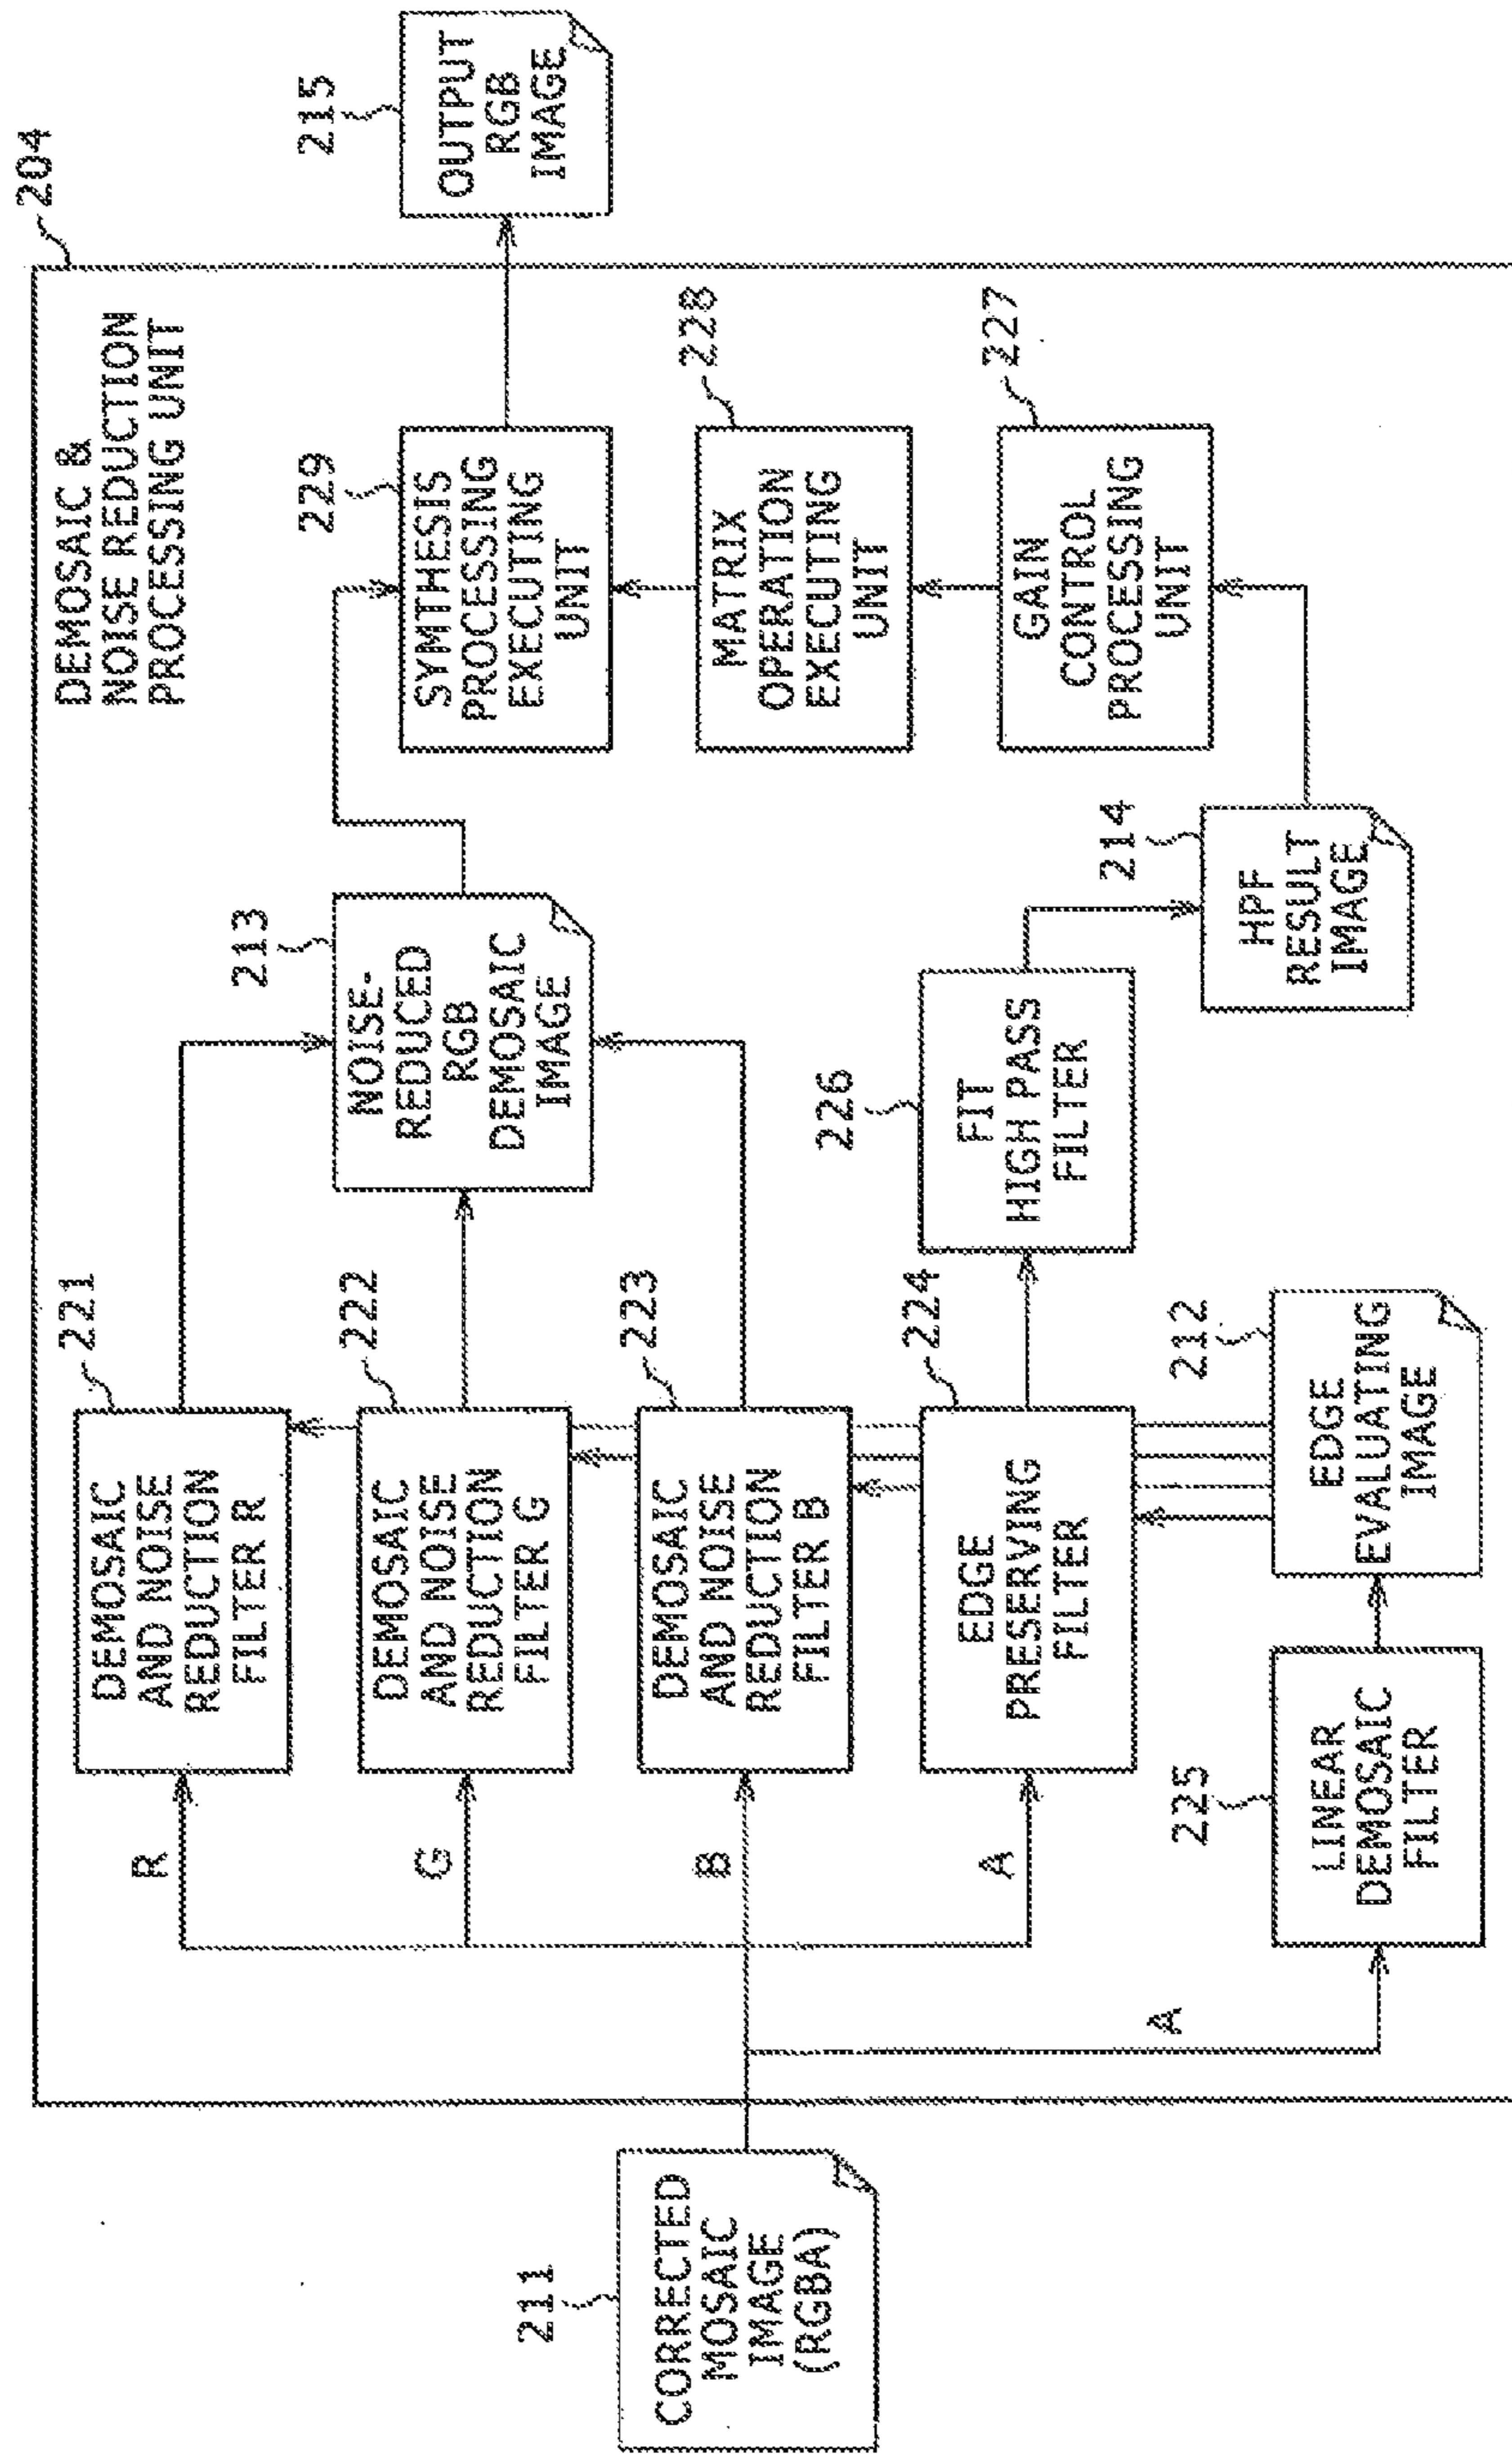 204
DEMOSAIC &
NOISE REDUCTION
PROCESSING UNIT
211
CORRECTED
MOSAIC
IMAGE
(RGBA)
R
G
B
A
A
221
DEMOSAIC
AND NOISE
REDUCTION
FILTER R
222
DEMOSAIC
AND NOISE
REDUCTION
FILTER G
223
DEMOSAIC
AND NOISE
REDUCTION
FILTER B
224
EDGE
PRESERVING
FILTER
225
LINEAR
DEMOSAIC
FILTER
212
EDGE
EVALUATING
IMAGE
213
NOISE-
REDUCED
RGB
DEMOSAIC
IMAGE
226
FIT
HIGH PASS
FILTER
214
HPF
RESULT
IMAGE
229
SYMTHESIS
PROCESSING
EXECUTING
UNIT
228
MATRIX
OPERATION
EXECUTING
UNIT
227
GAIN
CONTROL
PROCESSING
UNIT
215
OUTPUT
RGB
IMAGE